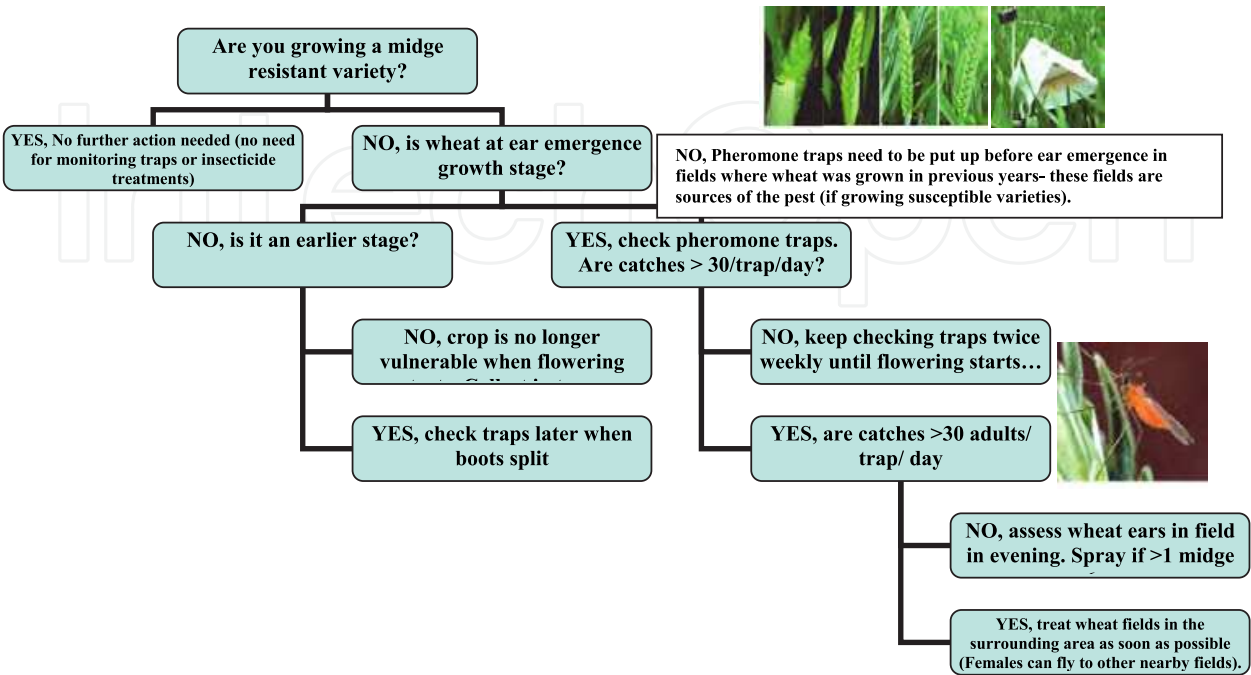 Are you growing a midge
resistant variety?
YES, No further action needed (no need
for monitoring traps or insecticide
treatments)
NO, is wheat at ear emergence
growth stage?
NO, Pheromone traps need to be put up before ear emergence in
fields where wheat was grown in previous years- these fields are
sources of the pest (if growing susceptible varieties).
NO, is it an earlier stage?
YES, check pheromone traps.
Are catches > 30/trap/day?
NO, crop is no longer
vulnerable when flowering
NO, keep checking traps twice
weekly until flowering starts…
YES, check traps later when
boots split
YES, are catches >30 adults/
trap/ day
NO, assess wheat ears in field
in evening. Spray if >1 midge
YES, treat wheat fields in the
surrounding area as soon as possible
(Females can fly to other nearby fields).
IntechOpen